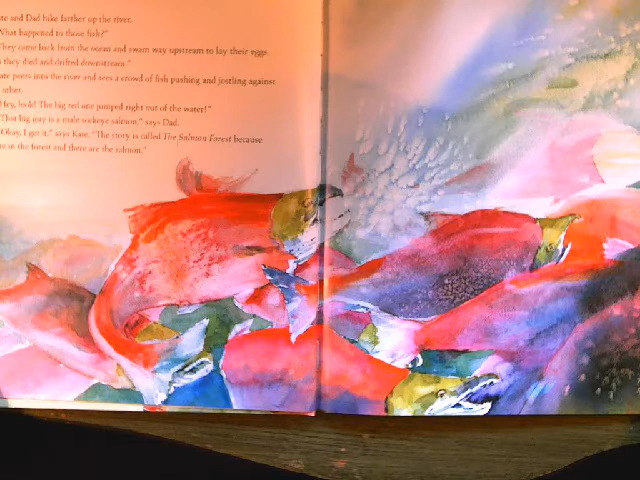 ate and Dad hike farther up the river.
What happened to those fish?"
They came back from the ocean and swam way upstream to lay their eggs.
they died and drifted downstream."
ate peers into the river and sees a crowd of fish pushing and jostling against
other.
Hey, look! The big red one jumped right out of the water!"
That big guy is a male sockeye salmon," says Dad.
Okay, I get it," says Kate. "The story is called The Salmon Forest because
in the forest and there are the salmon."